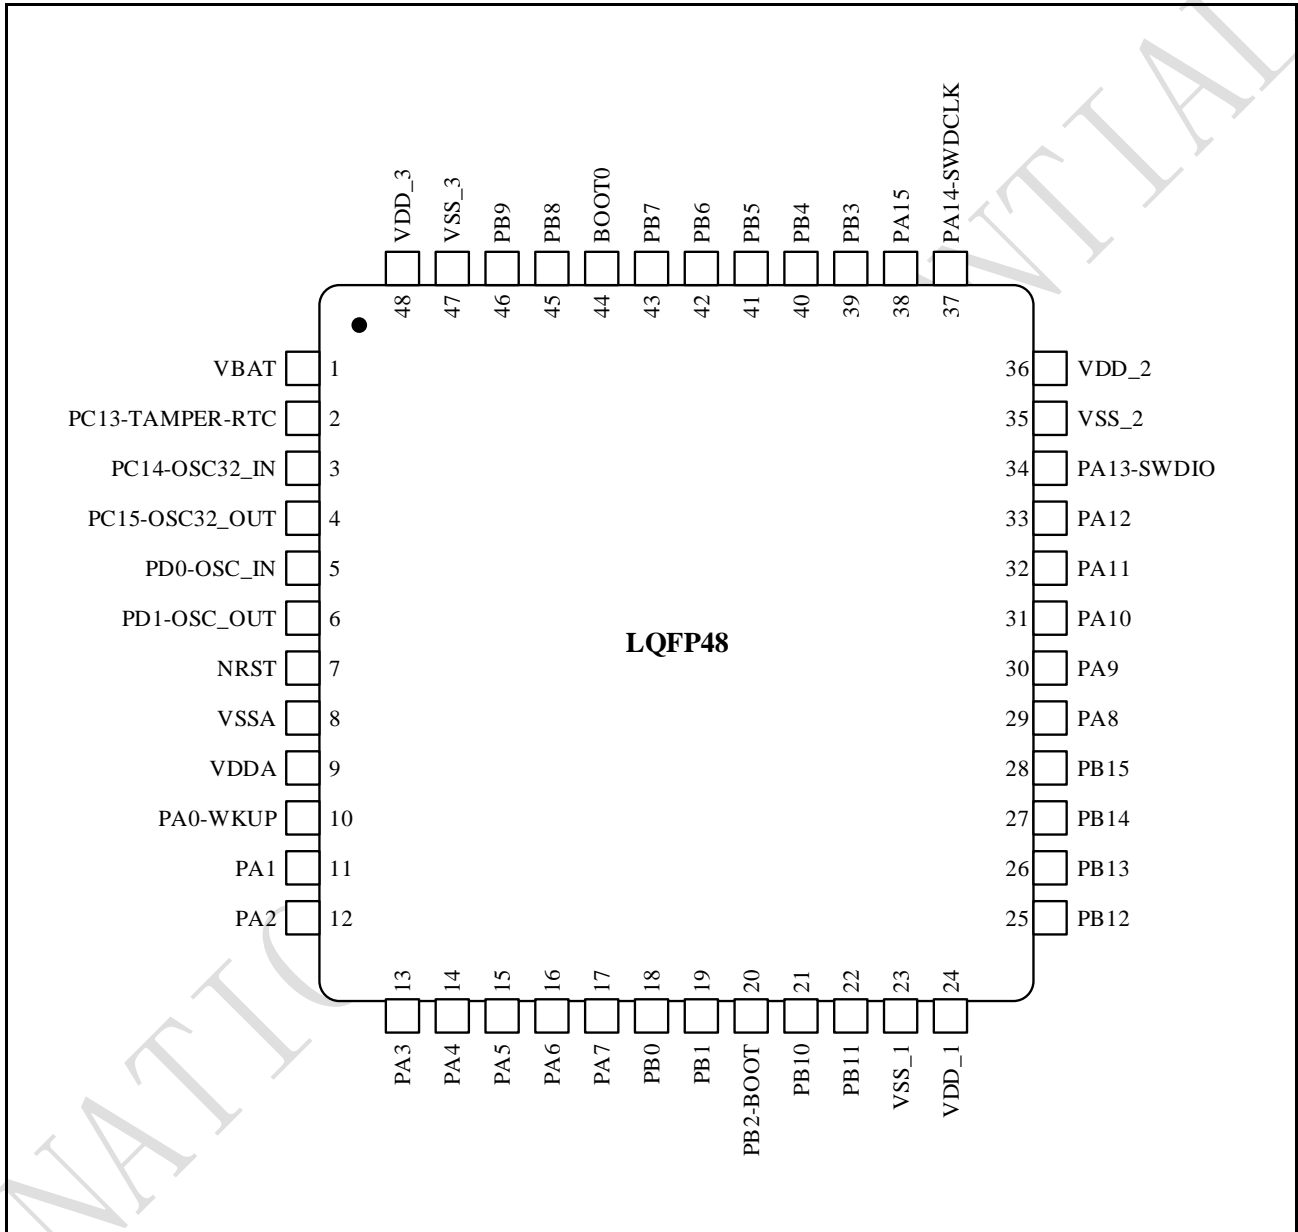 VDD_3
VSS_3
PB9
PB8
BOOT0
PB7
PB6
PB5
PB4
PB3
PA15
PA14-SWDCLK
48
47
46
45
44
43
42
41
40
39
38
37
VBAT 1
PC13-TAMPER-RTC 2
PC14-OSC32_IN 3
PC15-OSC32_OUT 4
PD0-OSC_IN 5
PD1-OSC_OUT 6
NRST 7
VSSA 8
VDDA 9
PA0-WKUP 10
PA1 11
PA2 12
LQFP48
36 VDD_2
35 VSS_2
34 PA13-SWDIO
33 PA12
32 PA11
31 PA10
30 PA9
29 PA8
28 PB15
27 PB14
26 PB13
25 PB12
13
14
15
16
17
18
19
20
21
22
23
24
PA3
PA4
PA5
PA6
PA7
PB0
PB1
PB2-BOOT
PB10
PB11
VSS_1
VDD_1
NATIO
NTIAL